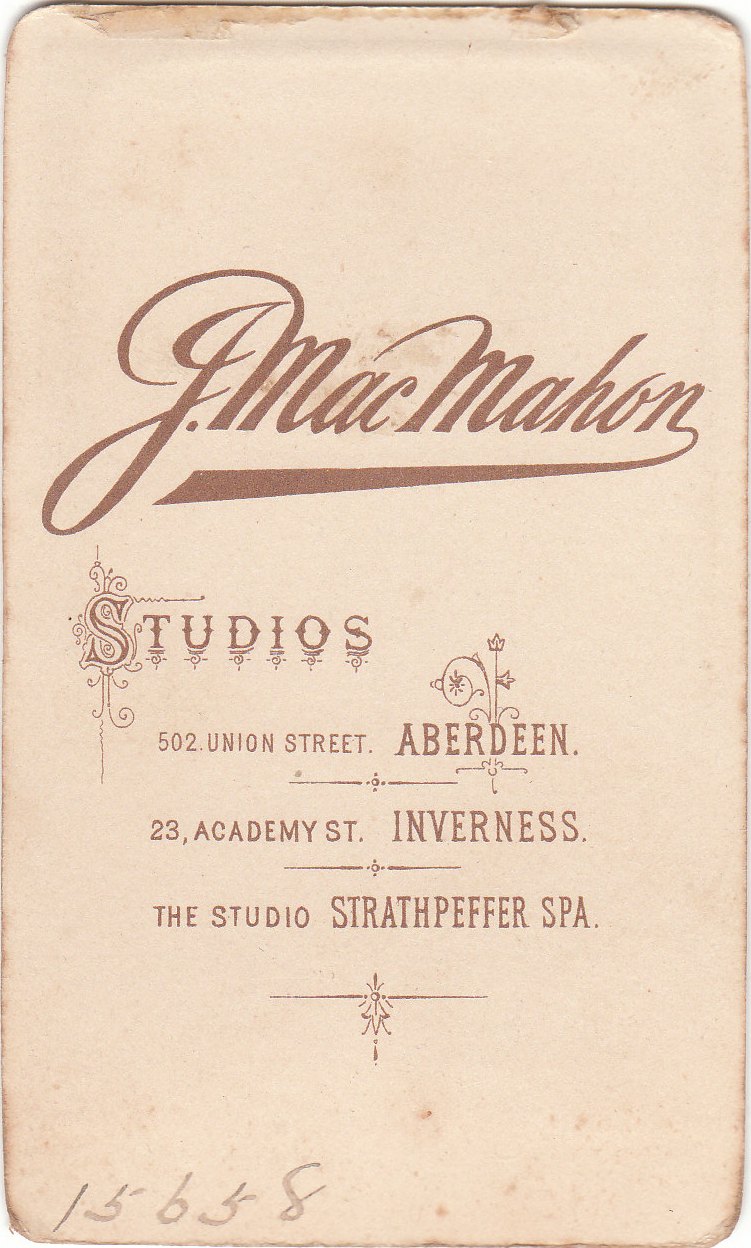 J. MacMahon
STUDIOS
502. UNION STREET. ABERDEEN.
23, ACADEMY ST. INVERNESS.
THE STUDIO STRATHPEFFER SPA.
15658